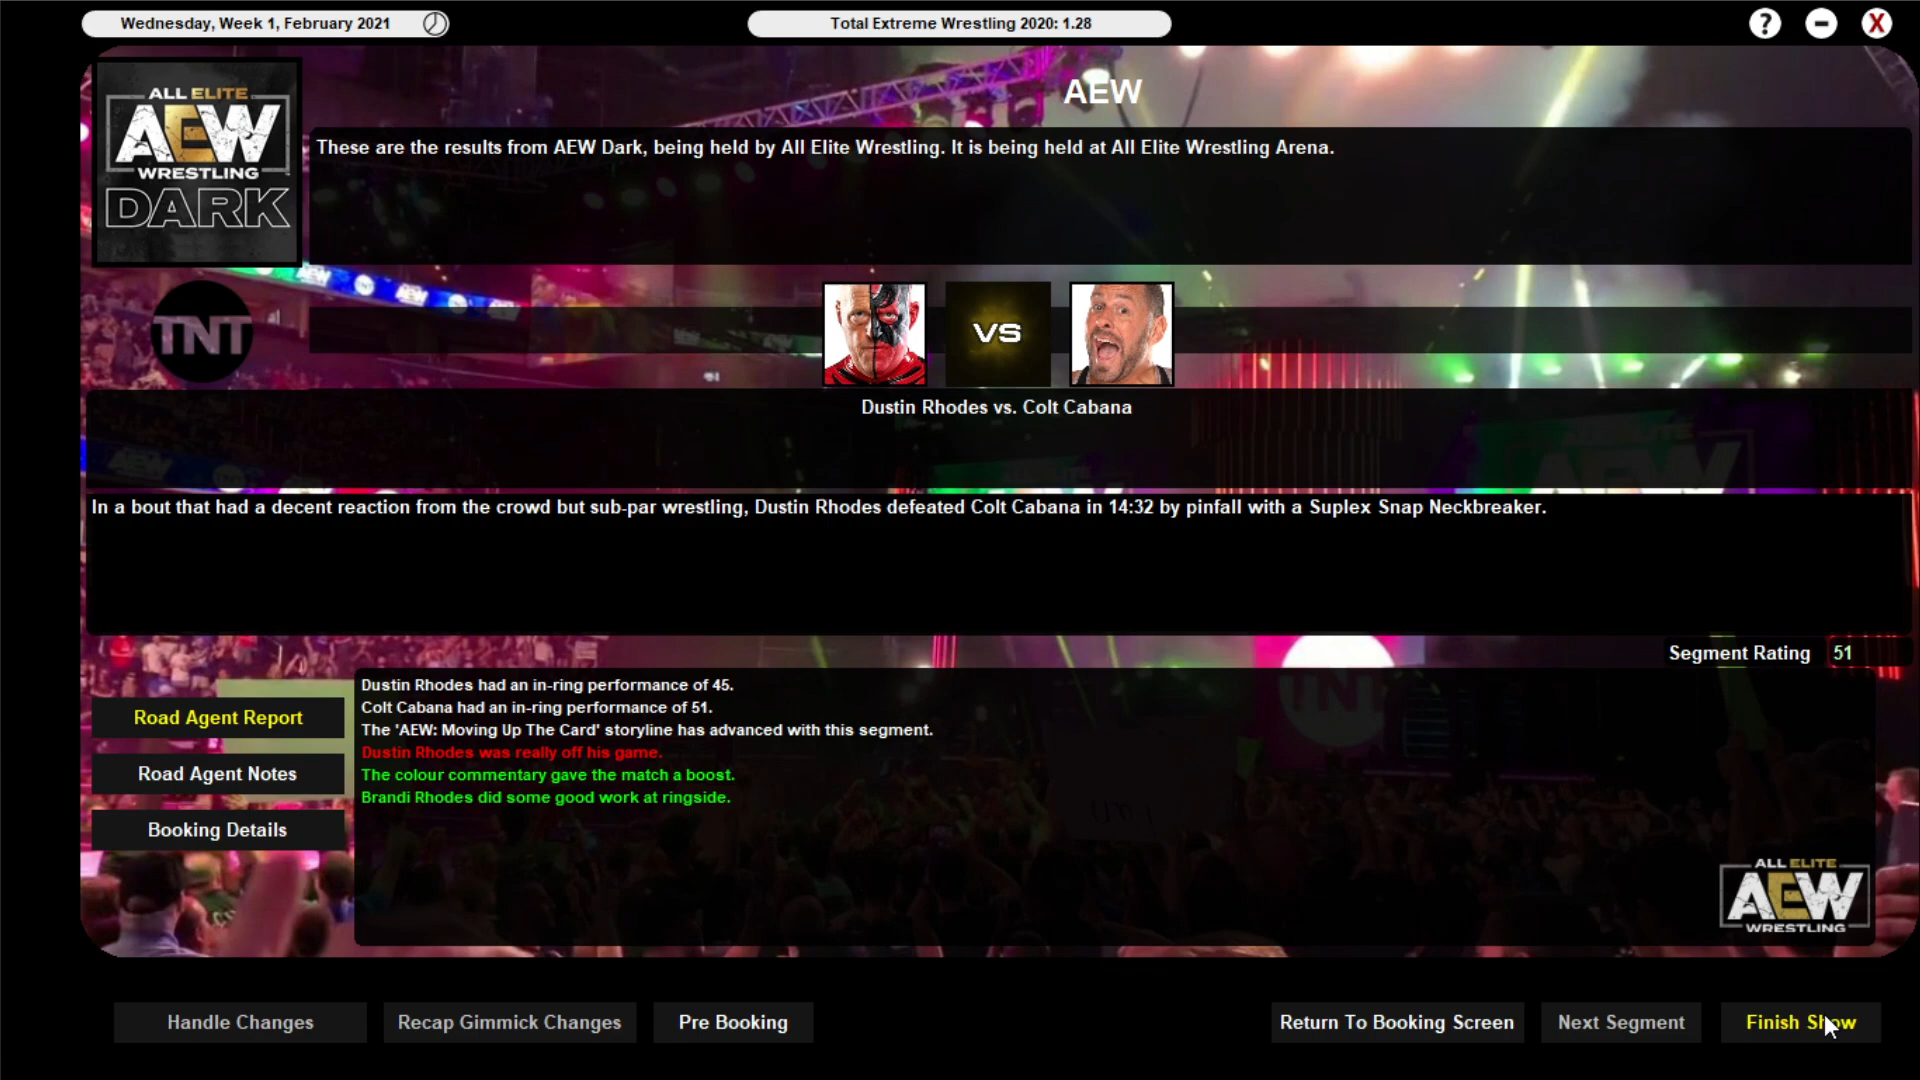 Wednesday, Week 1, February 2021
Total Extreme Wrestling 2020: 1.28
?
X
ALL ELITE
AEW
WRESTLING
DARK
AEW
These are the results from AEW Dark, being held by All Elite Wrestling. It is being held at All Elite Wrestling Arena.
TNT
VS
Dustin Rhodes vs. Colt Cabana
In a bout that had a decent reaction from the crowd but sub-par wrestling, Dustin Rhodes defeated Colt Cabana in 14:32 by pinfall with a Suplex Snap Neckbreaker.
Segment Rating 51
Road Agent Report
Road Agent Notes
Booking Details
Dustin Rhodes had an in-ring performance of 45.
Colt Cabana had an in-ring performance of 51.
The 'AEW: Moving Up The Card' storyline has advanced with this segment.
Dustin Rhodes was really off his game.
The colour commentary gave the match a boost.
Brandi Rhodes did some good work at ringside.
TNT
ALL ELITE
AEW
WRESTLING
Handle Changes
Recap Gimmick Changes
Pre Booking
Return To Booking Screen
Next Segment
Finish Show